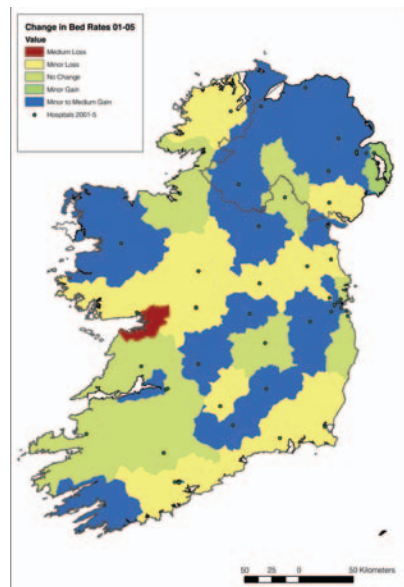 Change in Bed Rates 01-05
Value
Medium Loss
Minor Loss
No Change
Minor Gain
Minor to Medium Gain
Hospitals 2001-5
50 25 0 50 Kilometers